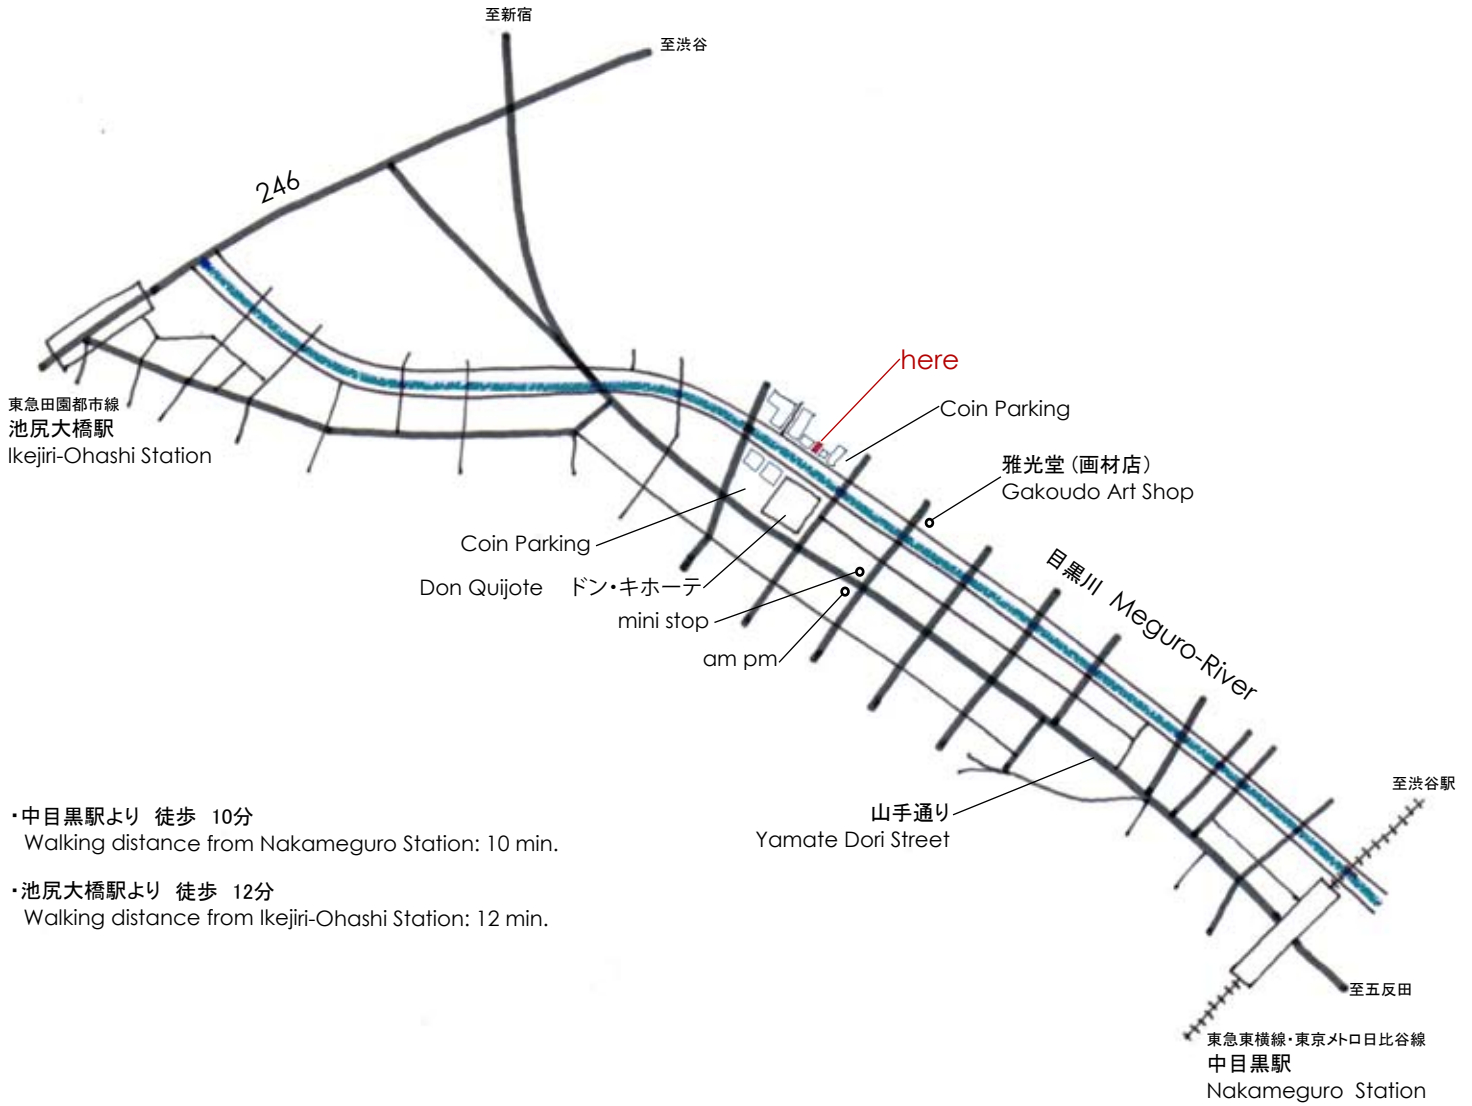 至新宿
至渋谷
246
here
Coin Parking
東急田園都市線
池尻大橋駅
Ikejiri-Ohashi Station
雅光堂 (画材店)
Gakoudo Art Shop
Coin Parking
Don Quijote ドン・キホーテ
mini stop
am pm
目黒川 Meguro-River
山手通り
Yamate Dori Street
至渋谷駅
・中目黒駅より 徒歩 10分
Walking distance from Nakameguro Station: 10 min.
・池尻大橋駅より 徒歩 12分
Walking distance from Ikejiri-Ohashi Station: 12 min.
至五反田
東急東横線・東京メトロ日比谷線
中目黒駅
Nakameguro Station